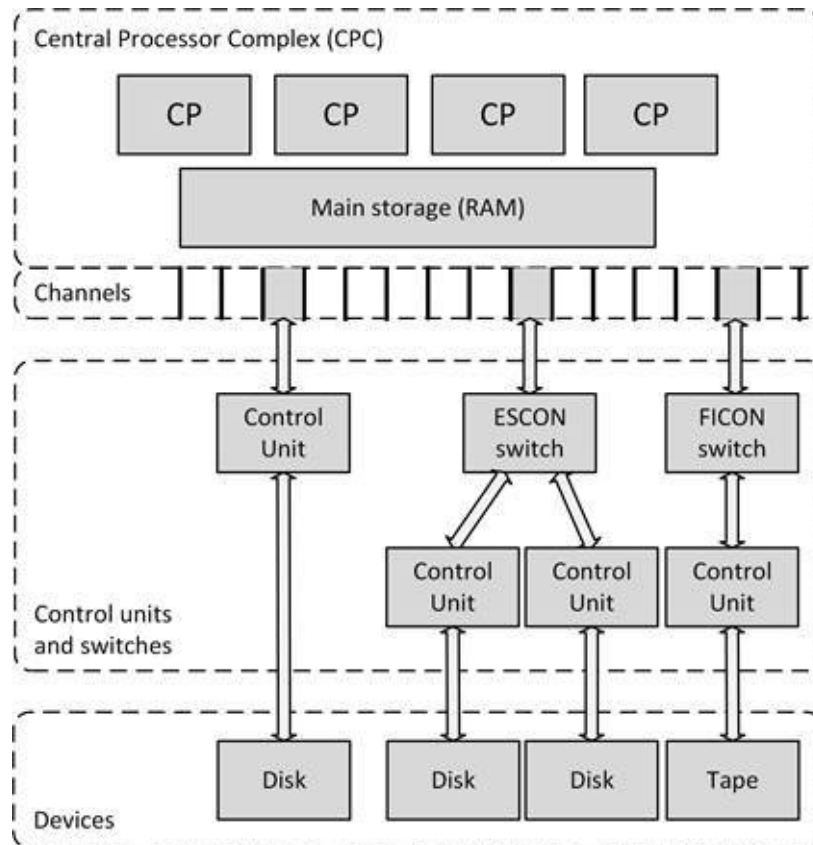 Central Processor Complex (CPC)
CP
CP
CP
CP
Main storage (RAM)
Channels
Control
Unit
ESCON
switch
FICON
switch
Control
Unit
Control
Unit
Control
Unit
Control units
and switches
Disk
Disk
Disk
Tape
Devices